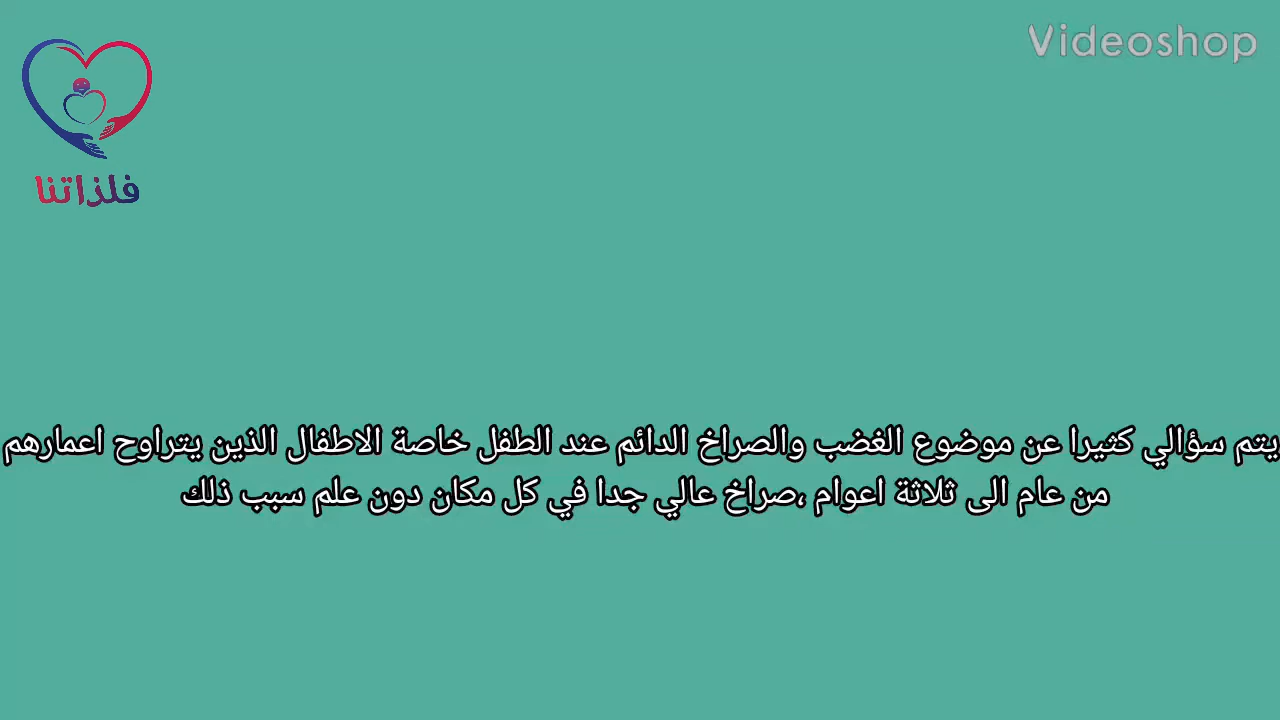 Videoshop
فلذاتنا
يتم سؤالي كثيرا عن موضوع الغضب والصراخ الدائم عند الطفل خاصة الاطفال الذين يتراوح اعمارهم
من عام الى ثلاثة اعوام ،صراخ عالي جدا في كل مكان دون علم سبب ذلك